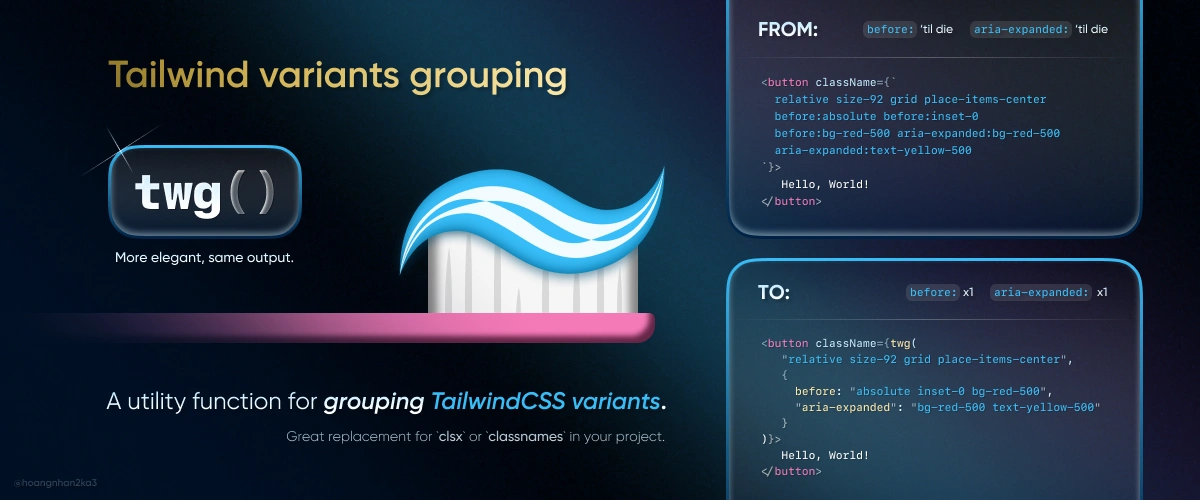 Tailwind variants grouping
twg()
More elegant, same output.
A utility function for grouping TailwindCSS variants.
Great replacement for `clsx` or `classnames` in your project.
@hoangnhan2ka3
FROM:
before: 'til die
aria-expanded: 'til die
<button className={`
relative size-92 grid place-items-center
before:absolute before:inset-0
before:bg-red-500 aria-expanded:bg-red-500
aria-expanded:text-yellow-500
`}>
Hello, World!
</button>
TO:
before: x1
aria-expanded: x1
<button className={twg(
"relative size-92 grid place-items-center",
{
before: "absolute inset-0 bg-red-500",
"aria-expanded": "bg-red-500 text-yellow-500"
}
)}>
Hello, World!
</button>